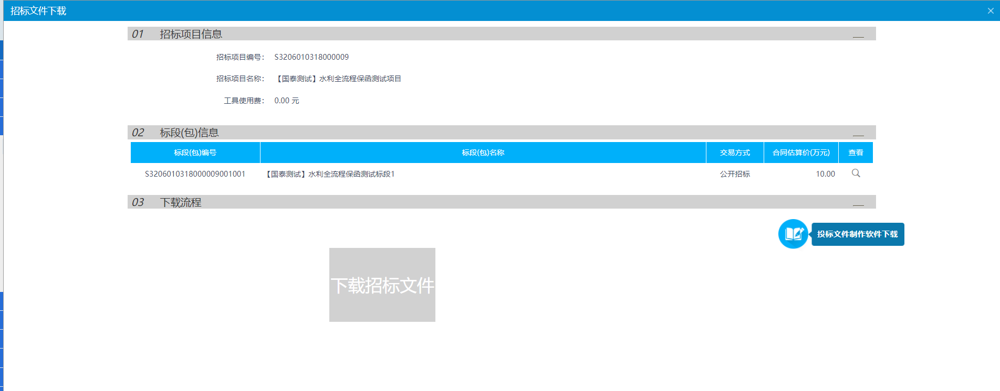 招标文件下载
01 招标项目信息
招标项目编号： S3206010318000009
招标项目名称： 【国泰测试】水利全流程保函测试项目
工具使用费： 0.00 元
02 标段(包)信息
标段(包)编号 标段(包)名称 交易方式 合同估算价(万元) 查看
S3206010318000009001001 【国泰测试】水利全流程保函测试标段1 公开招标 10.00
03 下载流程
投标文件制作软件下载
下载招标文件